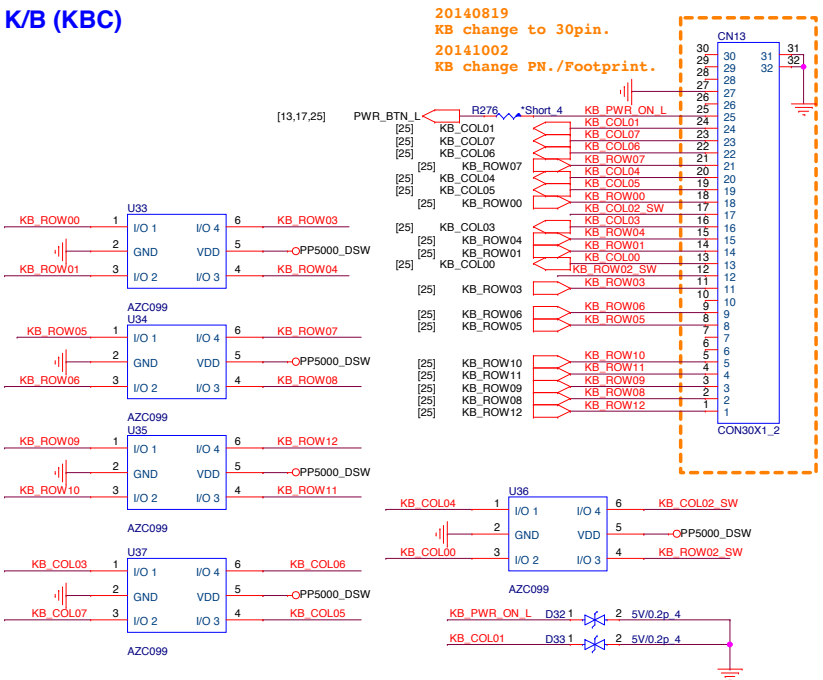 K/B (KBC)
20140819
KB change to 30pin.
20141002
KB change PN./Footprint.
CN13
30 30 31 31
29 29 32 32
28 28
27 27
26 26
[13,17,25] PWR_BTN_L R276 *Short_4 KB_PWR_ON_L 25 25
[25] KB_COL01 KB_COL01 24 24
[25] KB_COL07 KB_COL07 23 23
[25] KB_COL06 KB_COL06 22 22
[25] KB_ROW07 KB_ROW07 21 21
[25] KB_COL04 KB_COL04 20 20
[25] KB_COL05 KB_COL05 19 19
[25] KB_ROW00 KB_ROW00 18 18
KB_COL02_SW 17 17
[25] KB_COL03 KB_COL03 16 16
[25] KB_ROW04 KB_ROW04 15 15
[25] KB_ROW01 KB_ROW01 14 14
[25] KB_COL00 KB_COL00 13 13
KB_ROW02_SW 12 12
[25] KB_ROW03 KB_ROW03 11 11
10 10
[25] KB_ROW06 KB_ROW06 9 9
[25] KB_ROW05 KB_ROW05 8 8
7 7
6 6
[25] KB_ROW10 KB_ROW10 5 5
[25] KB_ROW11 KB_ROW11 4 4
[25] KB_ROW09 KB_ROW09 3 3
[25] KB_ROW08 KB_ROW08 2 2
[25] KB_ROW12 KB_ROW12 1 1
CON30X1_2
U33
KB_ROW00 1 I/O 1 I/O 4 6 KB_ROW03
2 GND VDD 5 PP5000_DSW
KB_ROW01 3 I/O 2 I/O 3 4 KB_ROW04
AZC099
U34
KB_ROW05 1 I/O 1 I/O 4 6 KB_ROW07
2 GND VDD 5 PP5000_DSW
KB_ROW06 3 I/O 2 I/O 3 4 KB_ROW08
AZC099
U35
KB_ROW09 1 I/O 1 I/O 4 6 KB_ROW12
2 GND VDD 5 PP5000_DSW
KB_ROW10 3 I/O 2 I/O 3 4 KB_ROW11
AZC099
U37
KB_COL03 1 I/O 1 I/O 4 6 KB_COL06
2 GND VDD 5 PP5000_DSW
KB_COL07 3 I/O 2 I/O 3 4 KB_COL05
AZC099
U36
KB_COL04 1 I/O 1 I/O 4 6 KB_COL02_SW
2 GND VDD 5 PP5000_DSW
KB_COL00 3 I/O 2 I/O 3 4 KB_ROW02_SW
AZC099
KB_PWR_ON_L D32 1 2 5V/0.2p_4
KB_COL01 D33 1 2 5V/0.2p_4